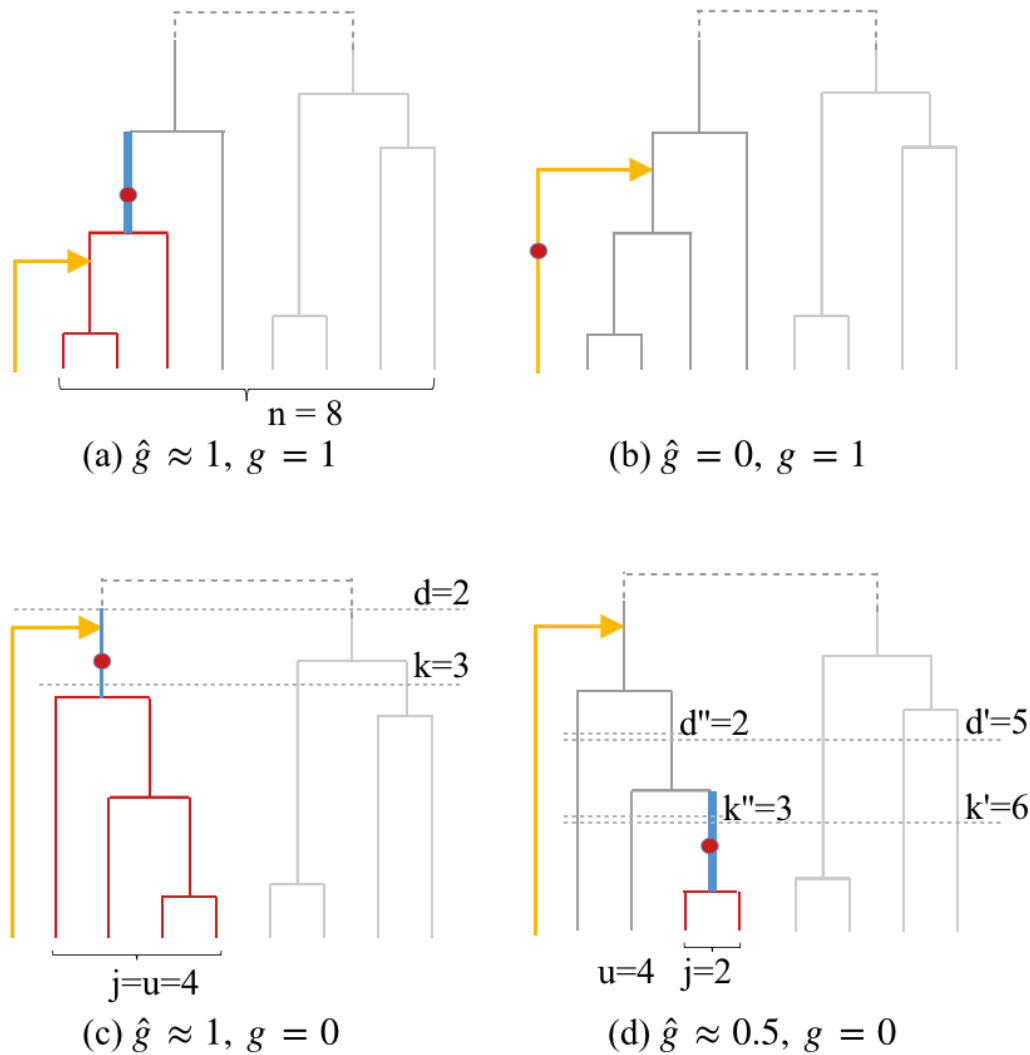 n = 8
(a) ĝ ≈ 1, g = 1
(b) ĝ = 0, g = 1
d=2
k=3
j=u=4
(c) ĝ ≈ 1, g = 0
d"=2
d'=5
k"=3
k'=6
u=4
j=2
(d) ĝ ≈ 0.5, g = 0